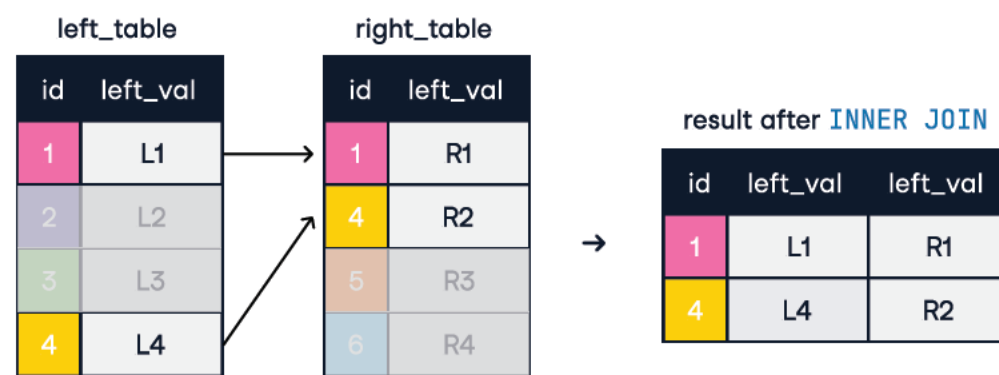 left_table
id left_val
1 L1
2 L2
3 L3
4 L4
right_table
id left_val
1 R1
4 R2
5 R3
6 R4
result after INNER JOIN
id left_val left_val
1 L1 R1
4 L4 R2